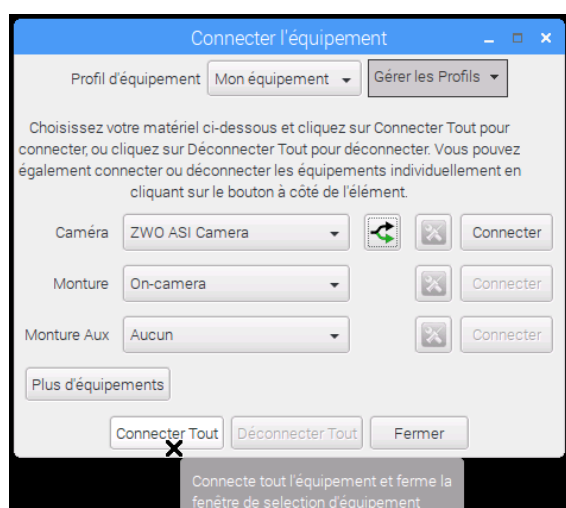 Connecter l'équipement
Profil d'équipement Mon équipement Gérer les Profils
Choisissez votre matériel ci-dessous et cliquez sur Connecter Tout pour
connecter, ou cliquez sur Déconnecter Tout pour déconnecter. Vous pouvez
également connecter ou déconnecter les équipements individuellement en
cliquant sur le bouton à côté de l'élément.
Caméra ZWO ASI Camera Connecter
Monture On-camera Connecter
Monture Aux Aucun Connecter
Plus d'équipements
Connecter Tout Déconnecter Tout Fermer
Connecte tout l'équipement et ferme la
fenêtre de selection d'équipement